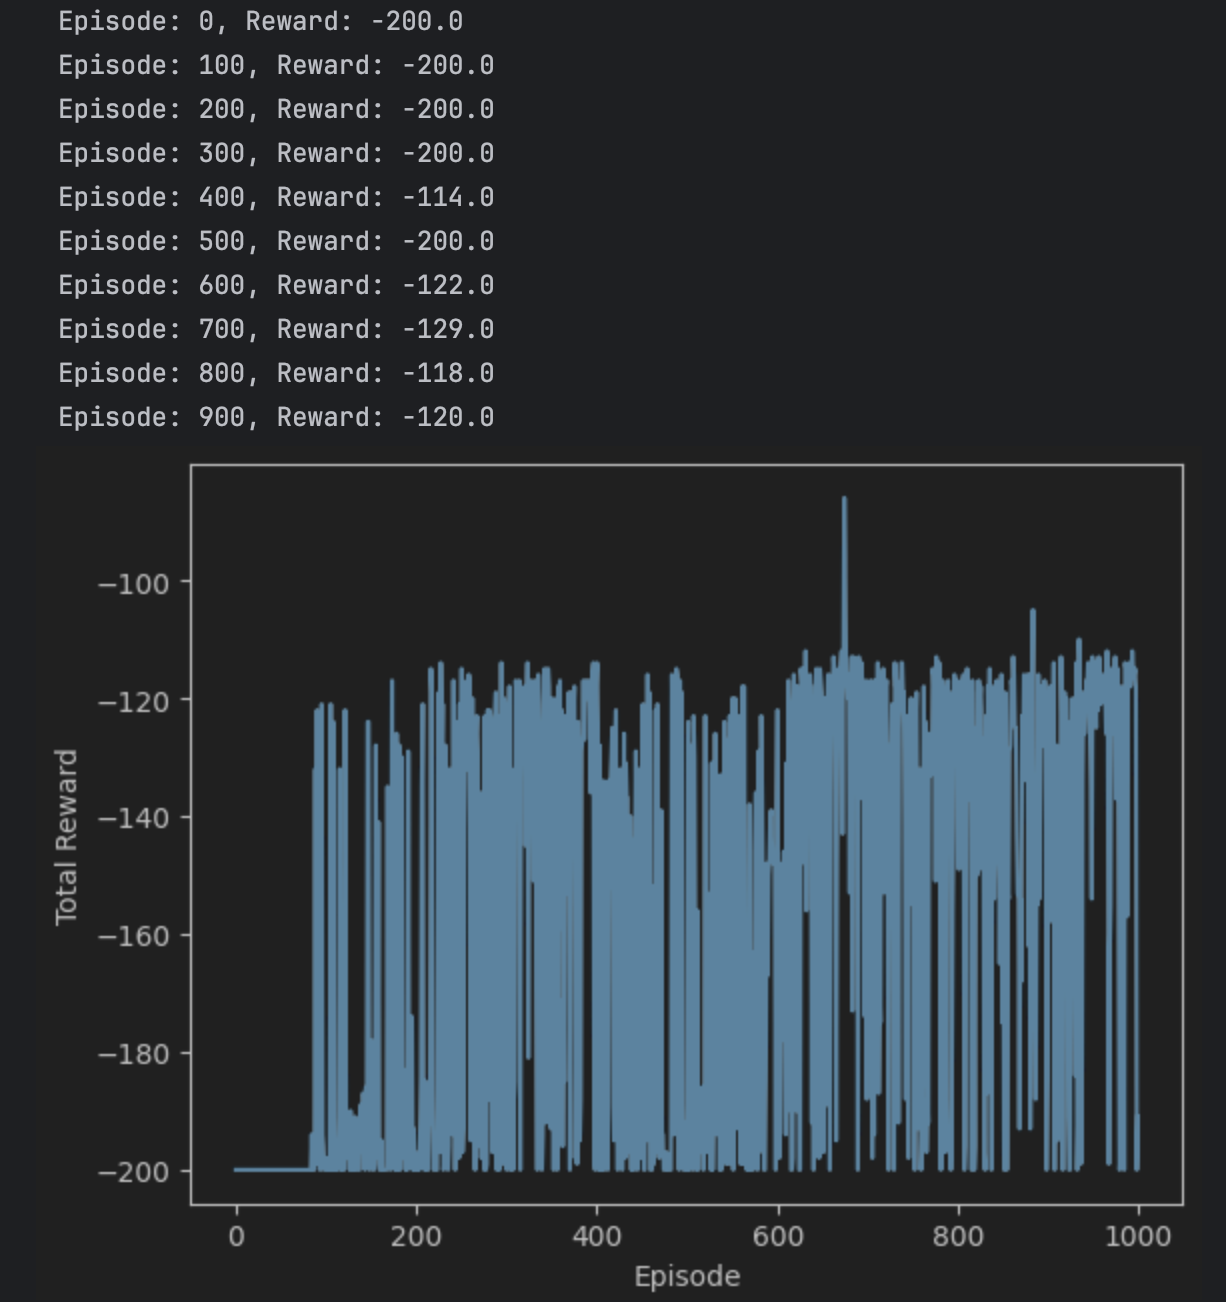 Episode: 0, Reward: -200.0
Episode: 100, Reward: -200.0
Episode: 200, Reward: -200.0
Episode: 300, Reward: -200.0
Episode: 400, Reward: -114.0
Episode: 500, Reward: -200.0
Episode: 600, Reward: -122.0
Episode: 700, Reward: -129.0
Episode: 800, Reward: -118.0
Episode: 900, Reward: -120.0
−100
−120
−140
−160
−180
−200
Total Reward
0 200 400 600 800 1000
Episode